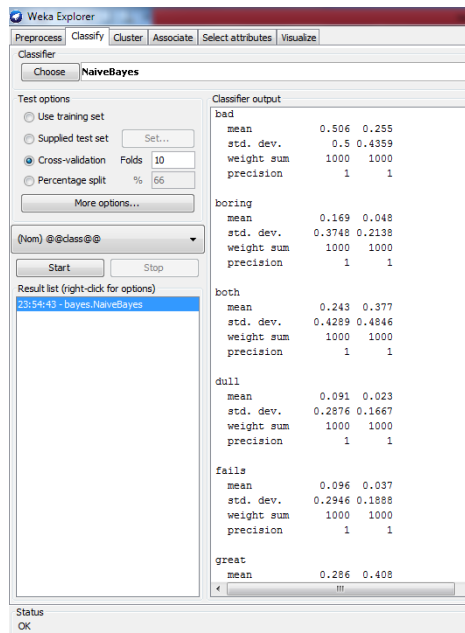 Weka Explorer
Preprocess Classify Cluster Associate Select attributes Visualize
Classifier
Choose NaiveBayes
Test options
Use training set
Supplied test set Set...
Cross-validation Folds 10
Percentage split % 66
More options...
(Nom) @@class@@
Start Stop
Result list (right-click for options)
23:54:43 - bayes.NaiveBayes
Classifier output
bad
mean 0.506 0.255
std. dev. 0.5 0.4359
weight sum 1000 1000
precision 1 1
boring
mean 0.169 0.048
std. dev. 0.3748 0.2138
weight sum 1000 1000
precision 1 1
both
mean 0.243 0.377
std. dev. 0.4289 0.4846
weight sum 1000 1000
precision 1 1
dull
mean 0.091 0.023
std. dev. 0.2876 0.1667
weight sum 1000 1000
precision 1 1
fails
mean 0.096 0.037
std. dev. 0.2946 0.1888
weight sum 1000 1000
precision 1 1
great
mean 0.286 0.408
Status
OK